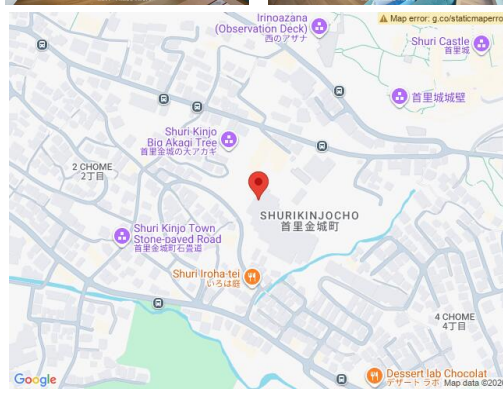 Irinoazana
(Observation Deck)
西のアザナ
Map error: g.co/staticmaperro
Shuri Castle
首里城
首里城城壁
Shuri Kinjo
Big Akagi Tree
首里金城の大アカギ
2 CHOME
2丁目
SHURIKINJOCHO
首里金城町
Shuri Kinjo Town
Stone-paved Road
首里金城町石畳道
Shuri Iroha-tei
いろは庭
4 CHOME
4丁目
Dessert lab Chocolat
デザート ラボ
Google
Map data ©202